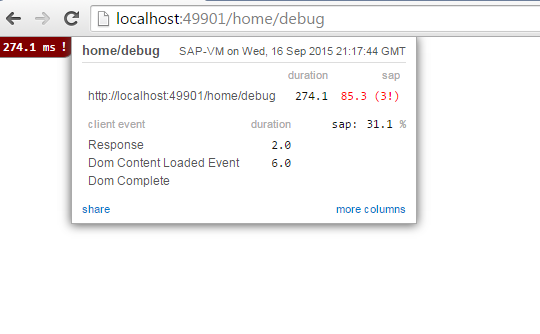 localhost:49901/home/debug
274.1 ms !
home/debug SAP-VM on Wed, 16 Sep 2015 21:17:44 GMT
duration sap
http://localhost:49901/home/debug 274.1 85.3 (3!)
client event duration sap: 31.1 %
Response 2.0
Dom Content Loaded Event 6.0
Dom Complete
share more columns